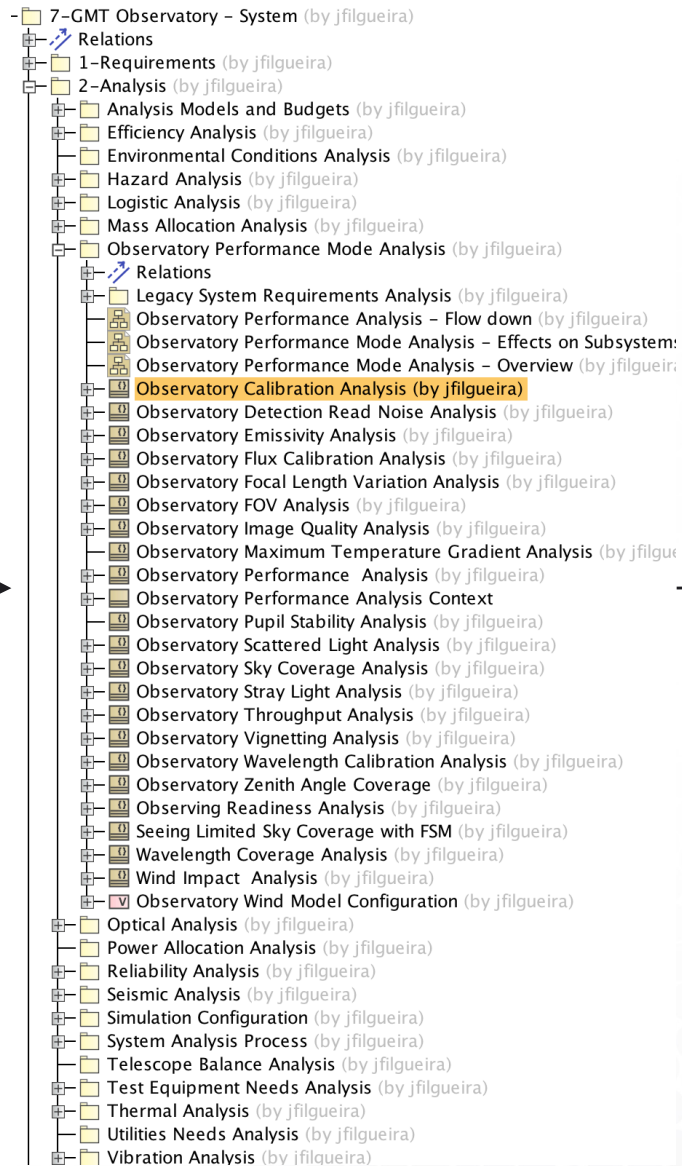 7-GMT Observatory - System (by jfilgueira)
Relations
1-Requirements (by jfilgueira)
2-Analysis (by jfilgueira)
Analysis Models and Budgets (by jfilgueira)
Efficiency Analysis (by jfilgueira)
Environmental Conditions Analysis (by jfilgueira)
Hazard Analysis (by jfilgueira)
Logistic Analysis (by jfilgueira)
Mass Allocation Analysis (by jfilgueira)
Observatory Performance Mode Analysis (by jfilgueira)
Relations
Legacy System Requirements Analysis (by jfilgueira)
Observatory Performance Analysis - Flow down (by jfilgueira)
Observatory Performance Mode Analysis - Effects on Subsystems
Observatory Performance Mode Analysis - Overview (by jfilgueira
Observatory Calibration Analysis (by jfilgueira)
Observatory Detection Read Noise Analysis (by jfilgueira)
Observatory Emissivity Analysis (by jfilgueira)
Observatory Flux Calibration Analysis (by jfilgueira)
Observatory Focal Length Variation Analysis (by jfilgueira)
Observatory FOV Analysis (by jfilgueira)
Observatory Image Quality Analysis (by jfilgueira)
Observatory Maximum Temperature Gradient Analysis (by jfilgue
Observatory Performance  Analysis (by jfilgueira)
Observatory Performance Analysis Context
Observatory Pupil Stability Analysis (by jfilgueira)
Observatory Scattered Light Analysis (by jfilgueira)
Observatory Sky Coverage Analysis (by jfilgueira)
Observatory Stray Light Analysis (by jfilgueira)
Observatory Throughput Analysis (by jfilgueira)
Observatory Vignetting Analysis (by jfilgueira)
Observatory Wavelength Calibration Analysis (by jfilgueira)
Observatory Zenith Angle Coverage (by jfilgueira)
Observing Readiness Analysis (by jfilgueira)
Seeing Limited Sky Coverage with FSM (by jfilgueira)
Wavelength Coverage Analysis (by jfilgueira)
Wind Impact  Analysis (by jfilgueira)
V Observatory Wind Model Configuration (by jfilgueira)
Optical Analysis (by jfilgueira)
Power Allocation Analysis (by jfilgueira)
Reliability Analysis (by jfilgueira)
Seismic Analysis (by jfilgueira)
Simulation Configuration (by jfilgueira)
System Analysis Process (by jfilgueira)
Telescope Balance Analysis (by jfilgueira)
Test Equipment Needs Analysis (by jfilgueira)
Thermal Analysis (by jfilgueira)
Utilities Needs Analysis (by jfilgueira)
Vibration Analysis (by jfilgueira)